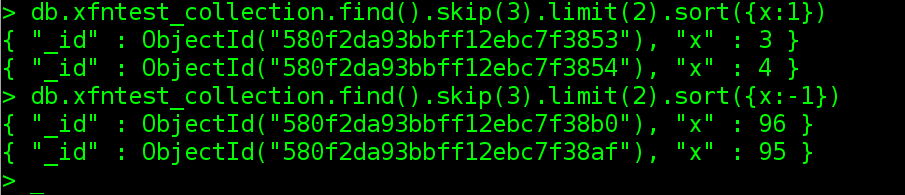 > db.xfntest_collection.find().skip(3).limit(2).sort({x:1})
{ "_id" : ObjectId("580f2da93bbff12ebc7f3853"), "x" : 3 }
{ "_id" : ObjectId("580f2da93bbff12ebc7f3854"), "x" : 4 }
> db.xfntest_collection.find().skip(3).limit(2).sort({x:-1})
{ "_id" : ObjectId("580f2da93bbff12ebc7f38b0"), "x" : 96 }
{ "_id" : ObjectId("580f2da93bbff12ebc7f38af"), "x" : 95 }
> _